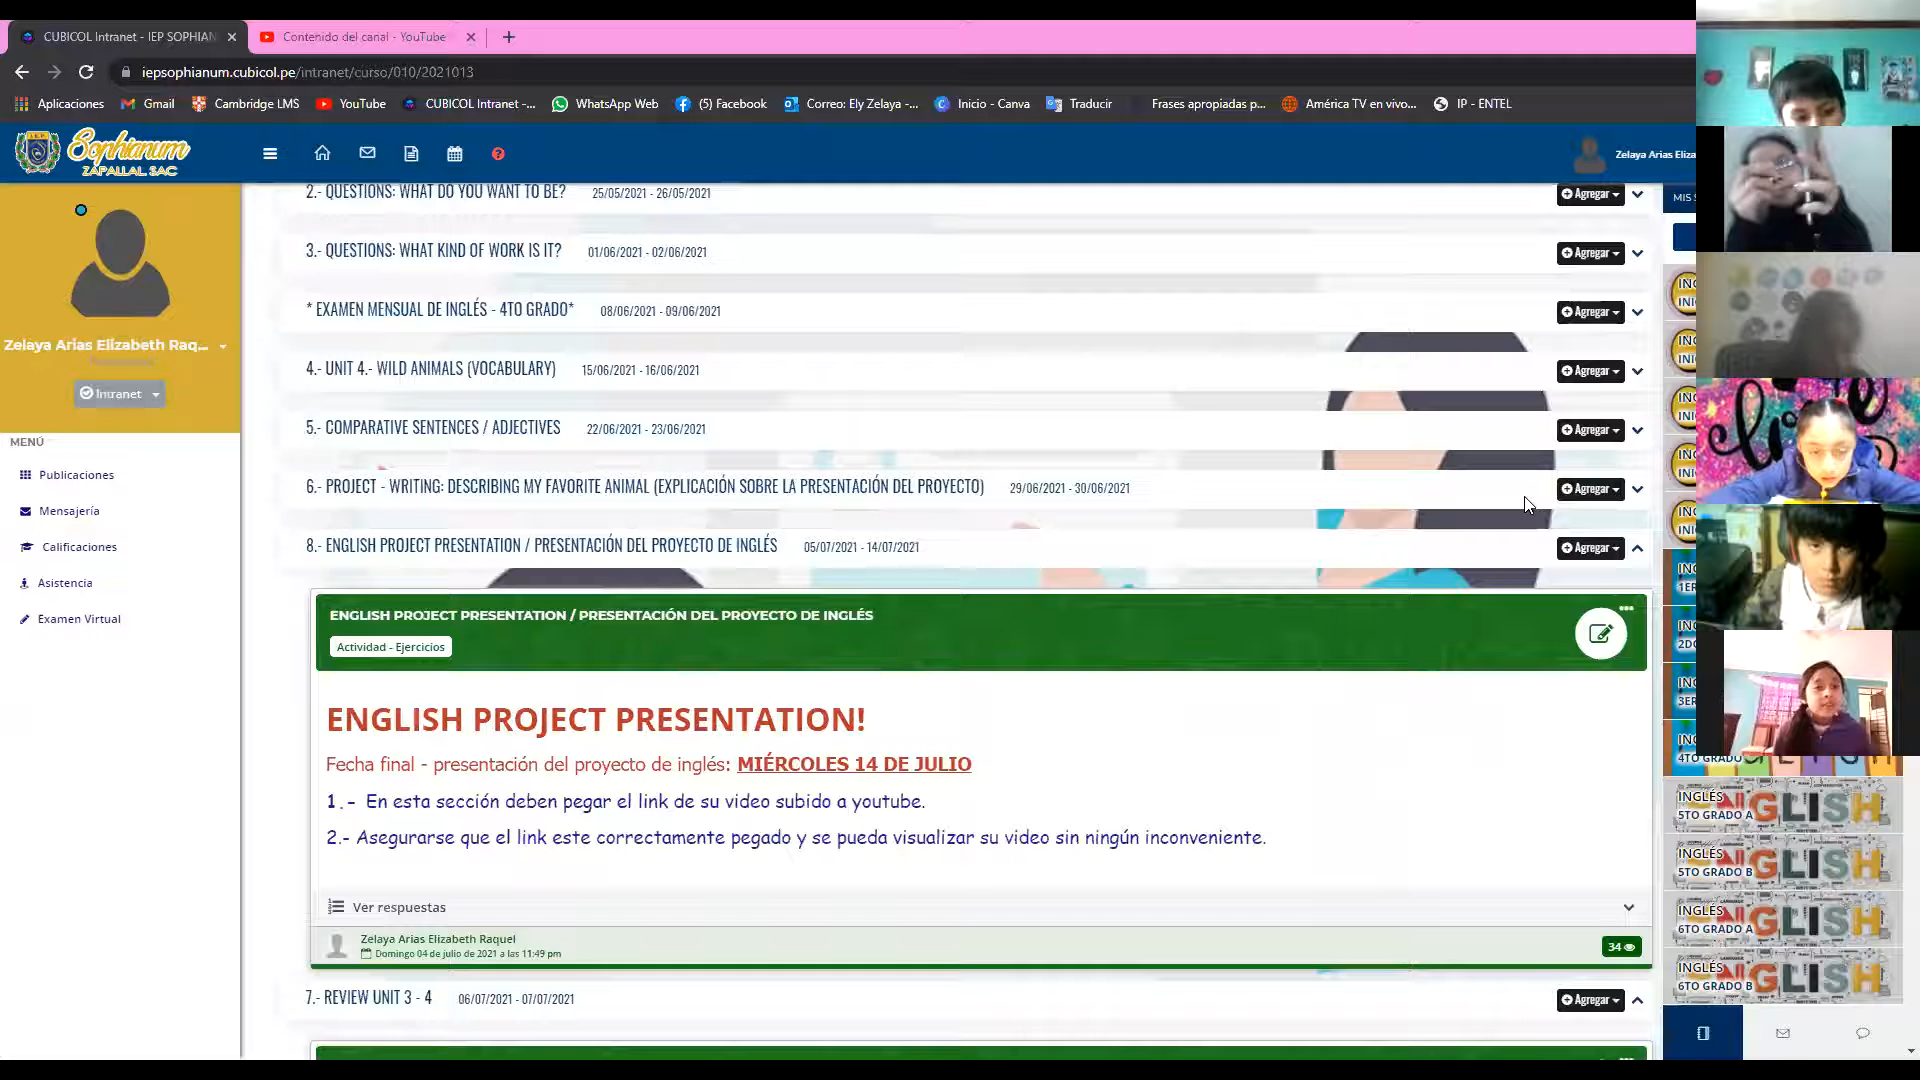 CUBICOL Intranet - IEP SOPHIAN
Contenido del canal - YouTube
iepsophianum.cubicol.pe/intranet/curso/010/2021013
Aplicaciones
Gmail
Cambridge LMS
YouTube
CUBICOL Intranet -...
WhatsApp Web
(5) Facebook
Correo: Ely Zelaya -...
Inicio - Canva
Traducir
Frases apropiadas p...
América TV en vivo...
IP - ENTEL
Sophianum
ZAPALLAL SAC
Zelaya Arias Eliza
Zelaya Arias Elizabeth Raq...
Intranet
MENÚ
Publicaciones
Mensajería
Calificaciones
Asistencia
Examen Virtual
2.- QUESTIONS: WHAT DO YOU WANT TO BE? 25/05/2021 - 26/05/2021 Agregar
3.- QUESTIONS: WHAT KIND OF WORK IS IT? 01/06/2021 - 02/06/2021 Agregar
* EXAMEN MENSUAL DE INGLÉS - 4TO GRADO* 08/06/2021 - 09/06/2021 Agregar
4.- UNIT 4.- WILD ANIMALS (VOCABULARY) 15/06/2021 - 16/06/2021 Agregar
5.- COMPARATIVE SENTENCES / ADJECTIVES 22/06/2021 - 23/06/2021 Agregar
6.- PROJECT - WRITING: DESCRIBING MY FAVORITE ANIMAL (EXPLICACIÓN SOBRE LA PRESENTACIÓN DEL PROYECTO) 29/06/2021 - 30/06/2021 Agregar
8.- ENGLISH PROJECT PRESENTATION / PRESENTACIÓN DEL PROYECTO DE INGLÉS 05/07/2021 - 14/07/2021 Agregar
ENGLISH PROJECT PRESENTATION / PRESENTACIÓN DEL PROYECTO DE INGLÉS
Actividad - Ejercicios
ENGLISH PROJECT PRESENTATION!
Fecha final - presentación del proyecto de inglés: MIÉRCOLES 14 DE JULIO
1.- En esta sección deben pegar el link de su video subido a youtube.
2.- Asegurarse que el link este correctamente pegado y se pueda visualizar su video sin ningún inconveniente.
Ver respuestas
Zelaya Arias Elizabeth Raquel
Domingo 04 de julio de 2021 a las 11:49 pm
34
7.- REVIEW UNIT 3 - 4 06/07/2021 - 07/07/2021 Agregar
MIS
4TO GRADO
INGLÉS
5TO GRADO A
INGLÉS
5TO GRADO B
INGLÉS
6TO GRADO A
INGLÉS
6TO GRADO B